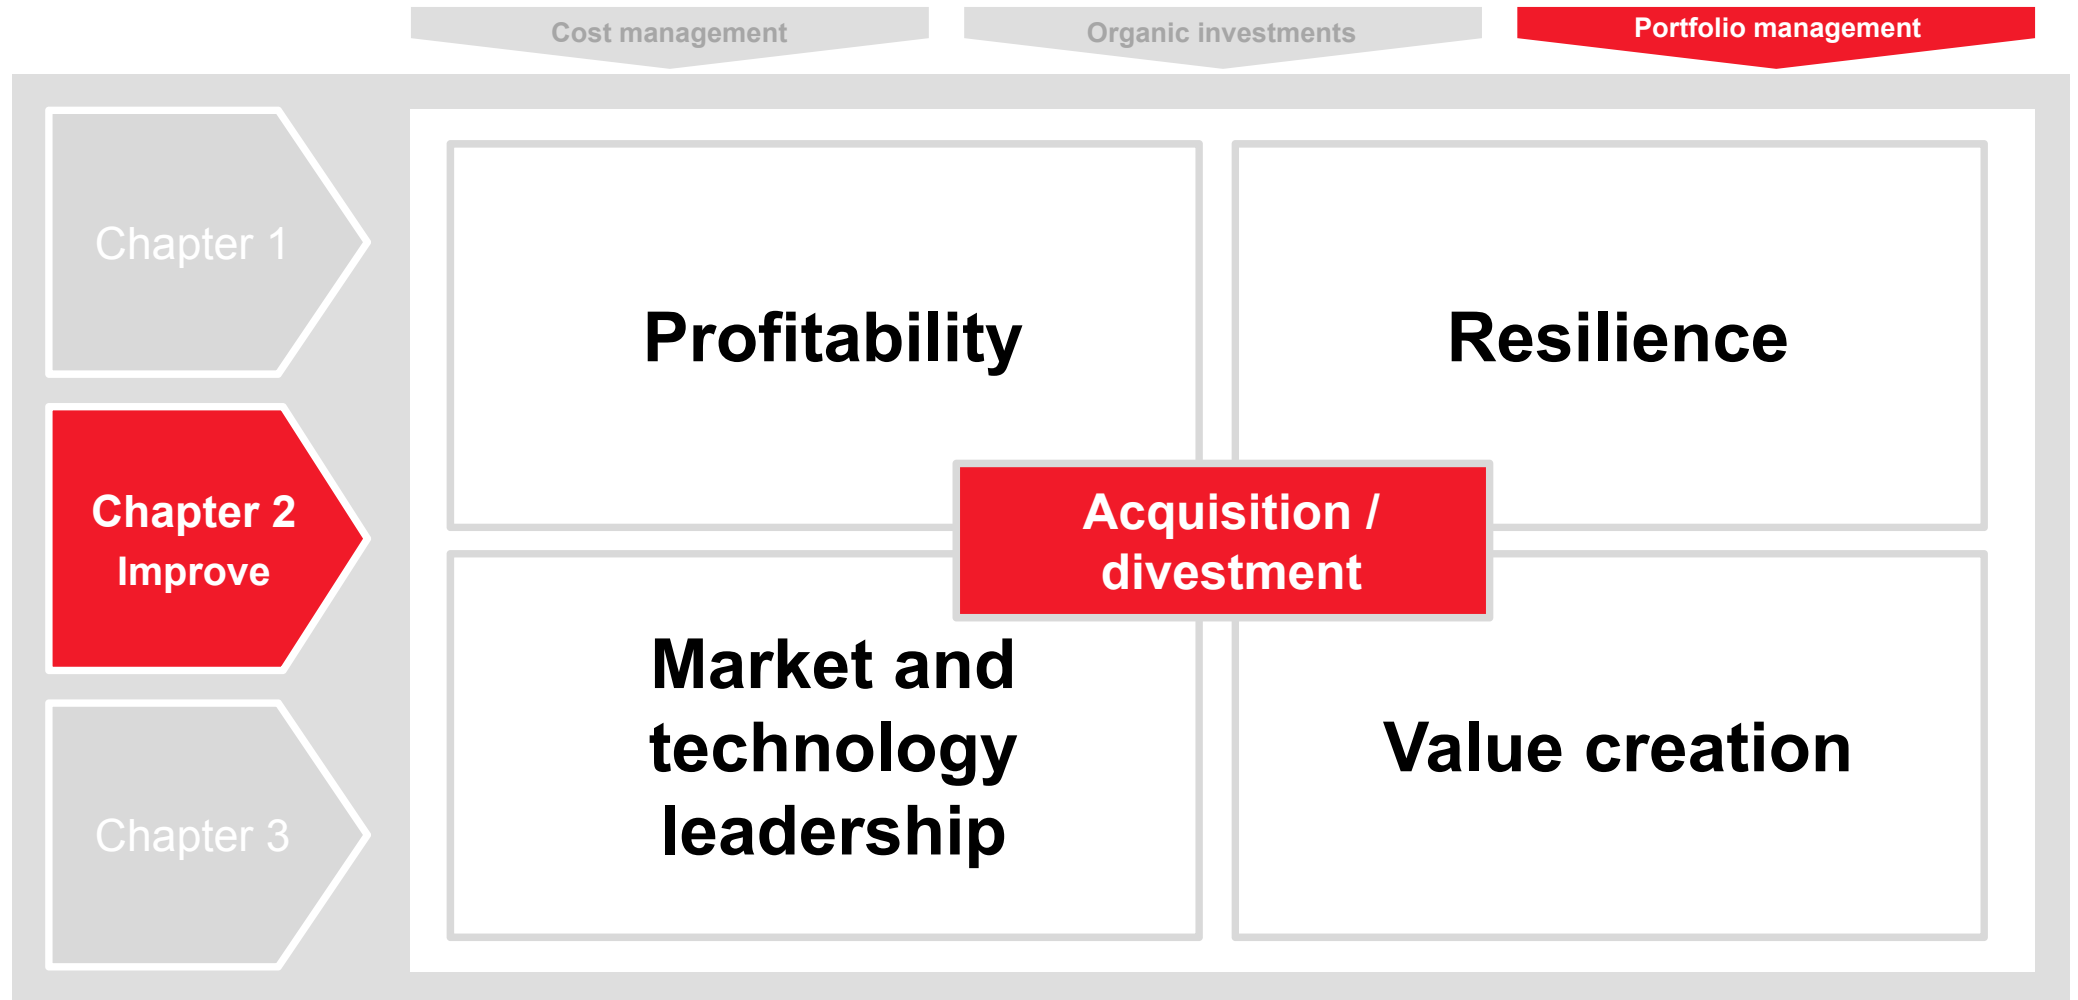 Cost management
Organic investments
Portfolio management
Chapter 1
Chapter 2
Improve
Chapter 3
Profitability
Resilience
Acquisition /
divestment
Market and
technology
leadership
Value creation